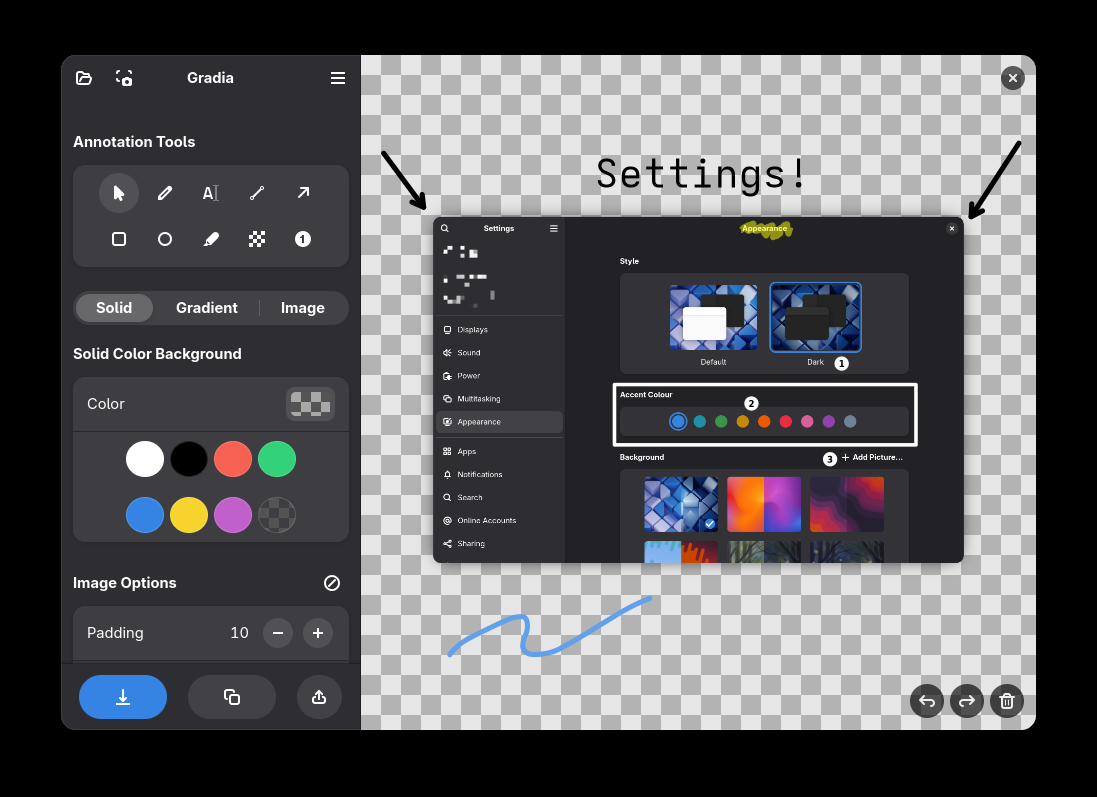 Gradia
Annotation Tools
A
1
Solid
Gradient
Image
Solid Color Background
Color
Image Options
Padding
10
Settings!
Settings
Displays
Sound
Power
Multitasking
Appearance
Apps
Notifications
Search
Online Accounts
Sharing
Appearance
Style
Default
Dark
1
Accent Colour
2
Background
3
Add Picture...